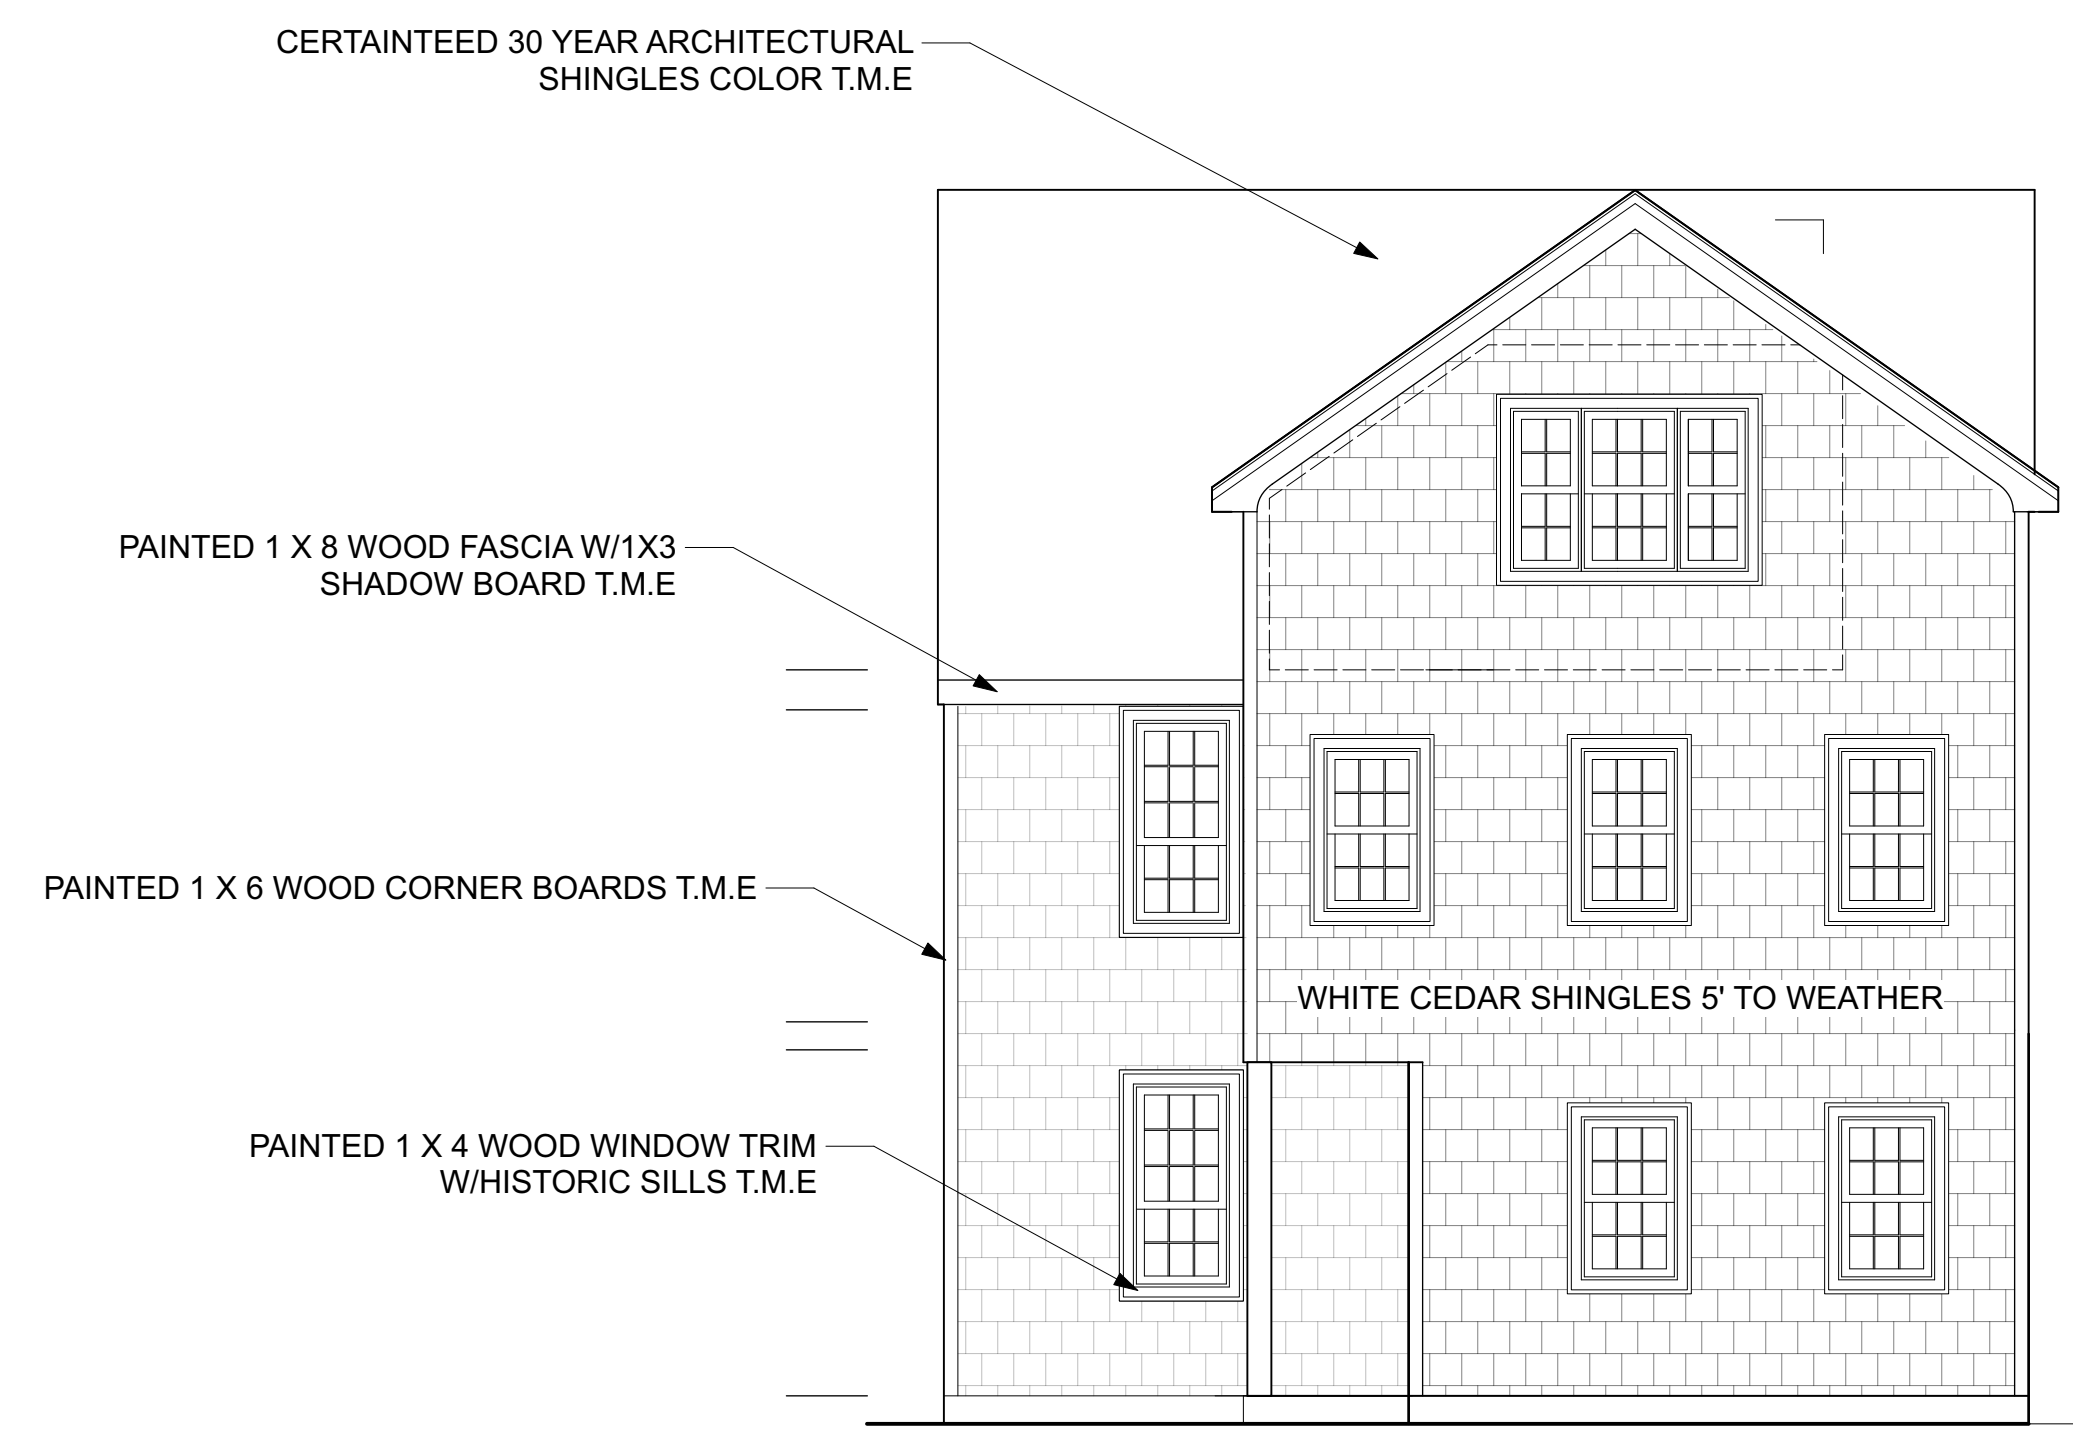 CERTAINTEED 30 YEAR ARCHITECTURAL
SHINGLES COLOR T.M.E
PAINTED 1 X 8 WOOD FASCIA W/1X3
SHADOW BOARD T.M.E
PAINTED 1 X 6 WOOD CORNER BOARDS T.M.E
WHITE CEDAR SHINGLES 5' TO WEATHER
PAINTED 1 X 4 WOOD WINDOW TRIM
W/HISTORIC SILLS T.M.E